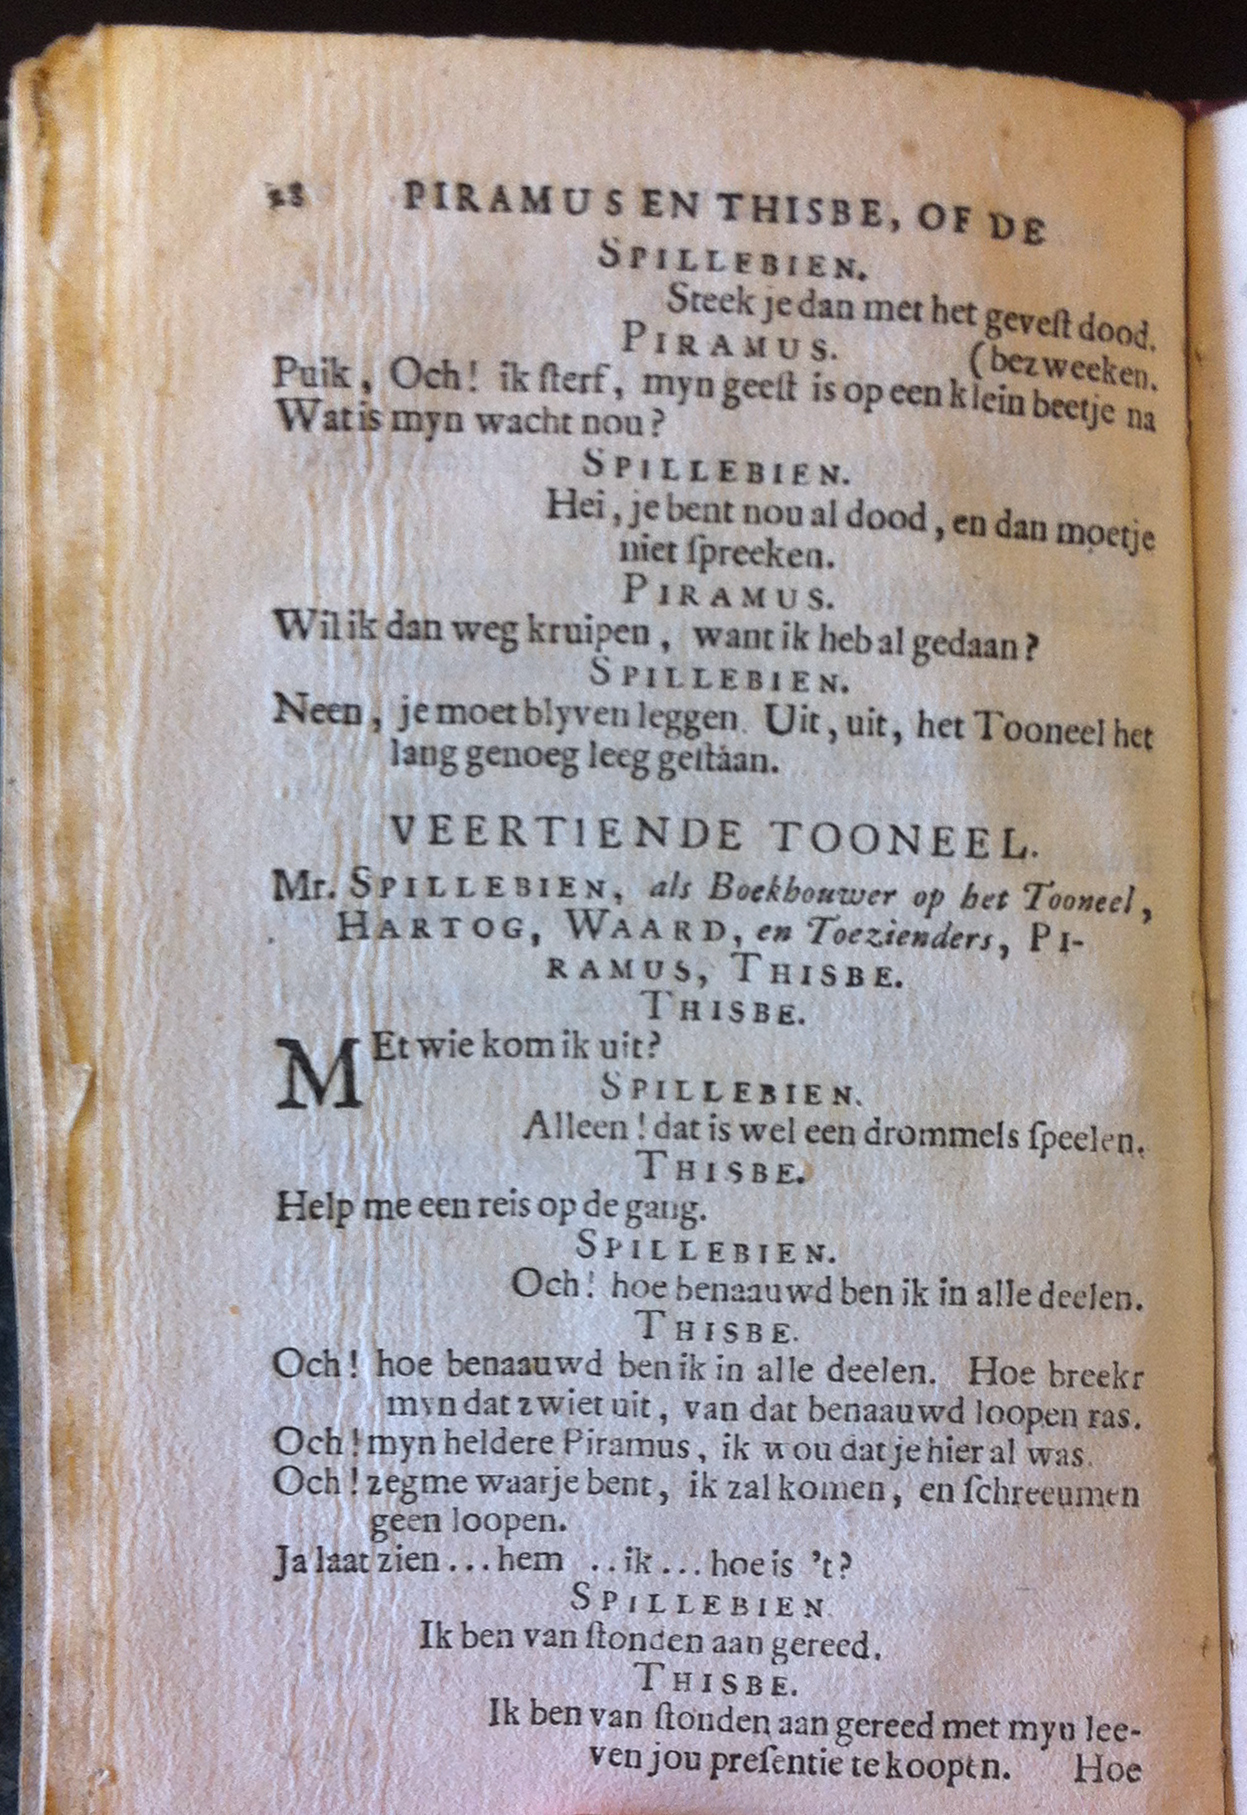 28 PIRAMUS EN THISBE, OF DE
SPILLEBIEN.
Steek je dan met het geveſt dood.
PIRAMUS. (bezweeken.
Puik, Och! ik ſterf, myn geeſt is op een klein beetje na
Wat is myn wacht nou?
SPILLEBIEN.
Hei, je bent nou al dood, en dan moetje
niet ſpreeken.
PIRAMUS.
Wil ik dan weg kruipen, want ik heb al gedaan?
SPILLEBIEN.
Neen, je moet blyven leggen. Uit, uit, het Tooneel het
lang genoeg leeg geſtaan.
VEERTIENDE TOONEEL.
Mr. SPILLEBIEN, als Boekhouwer op het Tooneel,
HARTOG, WAARD, en Toezienders, PI-
RAMUS, THISBE.
THISBE.
MEt wie kom ik uit?
SPILLEBIEN.
Alleen! dat is wel een drommels ſpeelen.
THISBE.
Help me een reis op de gang.
SPILLEBIEN.
Och! hoe benaauwd ben ik in alle deelen.
THISBE.
Och! hoe benaauwd ben ik in alle deelen. Hoe breekt
myn dat zwiet uit, van dat benaauwd loopen ras.
Och! myn heldere Piramus, ik wou dat je hier al was.
Och! zeg me waar je bent, ik zal komen, en ſchreeumen
geen loopen.
Ja laat zien ... hem .. ik ... hoe is 't?
SPILLEBIEN
Ik ben van ſtonden aan gereed.
THISBE.
Ik ben van ſtonden aan gereed met myn lee-
ven jou preſentie te koopen. Hoe